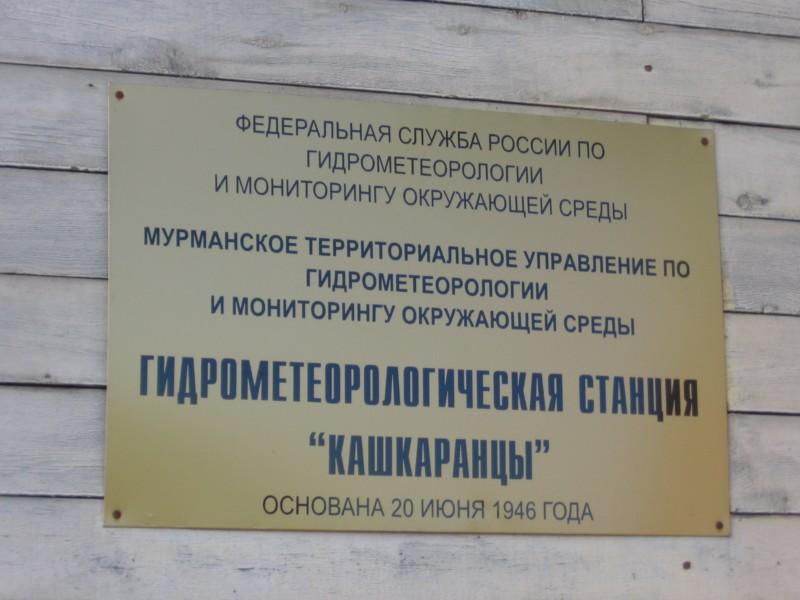 ФЕДЕРАЛЬНАЯ СЛУЖБА РОССИИ ПО
ГИДРОМЕТЕОРОЛОГИИ
И МОНИТОРИНГУ ОКРУЖАЮЩЕЙ СРЕДЫ
МУРМАНСКОЕ ТЕРРИТОРИАЛЬНОЕ УПРАВЛЕНИЕ ПО
ГИДРОМЕТЕОРОЛОГИИ
И МОНИТОРИНГУ ОКРУЖАЮЩЕЙ СРЕДЫ
ГИДРОМЕТЕОРОЛОГИЧЕСКАЯ СТАНЦИЯ
“КАШКАРАНЦЫ”
ОСНОВАНА 20 ИЮНЯ 1946 ГОДА